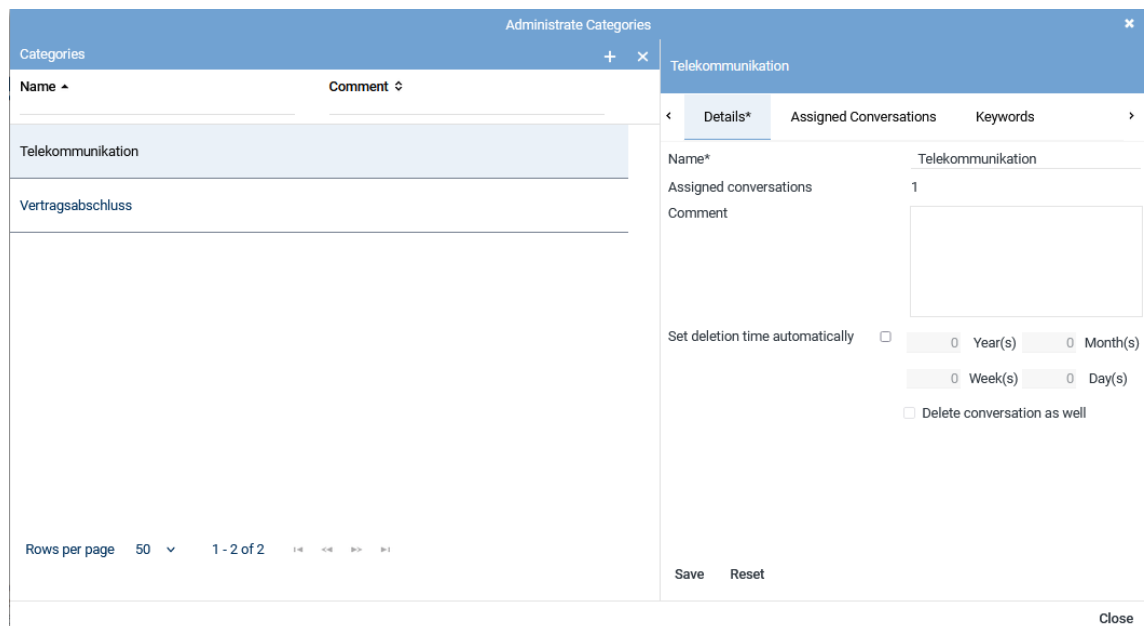 Administrate Categories
Categories
Name
Comment
Telekommunikation
Vertragsabschluss
Rows per page 50 1 - 2 of 2
Telekommunikation
Details* Assigned Conversations Keywords
Name* Telekommunikation
Assigned conversations 1
Comment
Set deletion time automatically 0 Year(s) 0 Month(s)
0 Week(s) 0 Day(s)
Delete conversation as well
Save Reset
Close